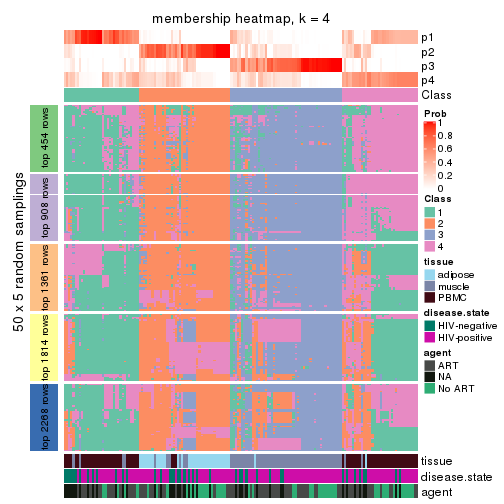 membership heatmap, k = 4
p1
p2
p3
p4
Class
50 x 5 random samplings
top 454 rows
top 908 rows
top 1361 rows
top 1814 rows
top 2268 rows
tissue
disease.state
agent
Prob
1
0.8
0.6
0.4
0.2
0
Class
1
2
3
4
tissue
adipose
muscle
PBMC
disease.state
HIV-negative
HIV-positive
agent
ART
NA
No ART